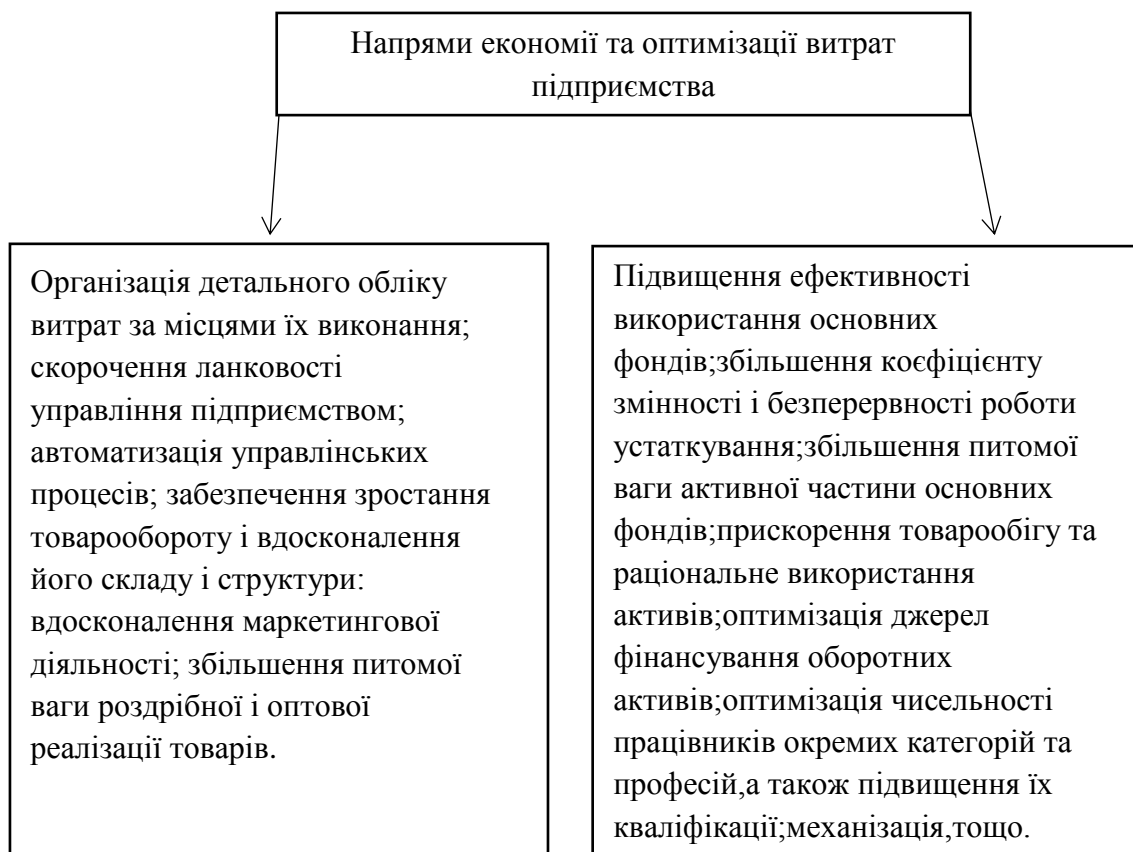 Напрями економії та оптимізації витрат
підприємства
Організація детального обліку
витрат за місцями їх виконання;
скорочення ланковості
управління підприємством;
автоматизація управлінських
процесів; забезпечення зростання
товарообороту і вдосконалення
його складу і структури:
вдосконалення маркетингової
діяльності; збільшення питомої
ваги роздрібної і оптової
реалізації товарів.
Підвищення ефективності
використання основних
фондів;збільшення коєфіцієнту
змінності і безперервності роботи
устаткування;збільшення питомої
ваги активної частини основних
фондів;прискорення товарообігу та
раціональне використання
активів;оптимізація джерел
фінансування оборотних
активів;оптимізація чисельності
працівників окремих категорій та
професій,а також підвищення їх
кваліфікації;механізація,тощо.